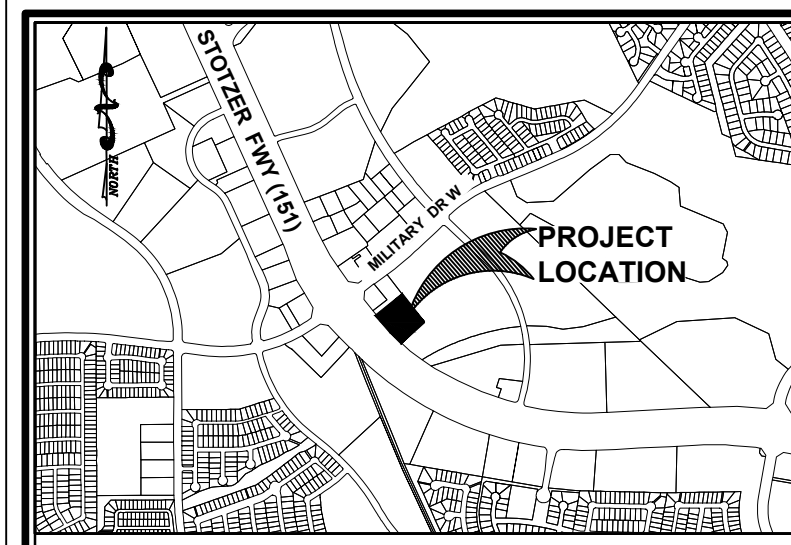 STOTZER FWY (151)
NORTH
MILITARY DR W
PROJECT
LOCATION